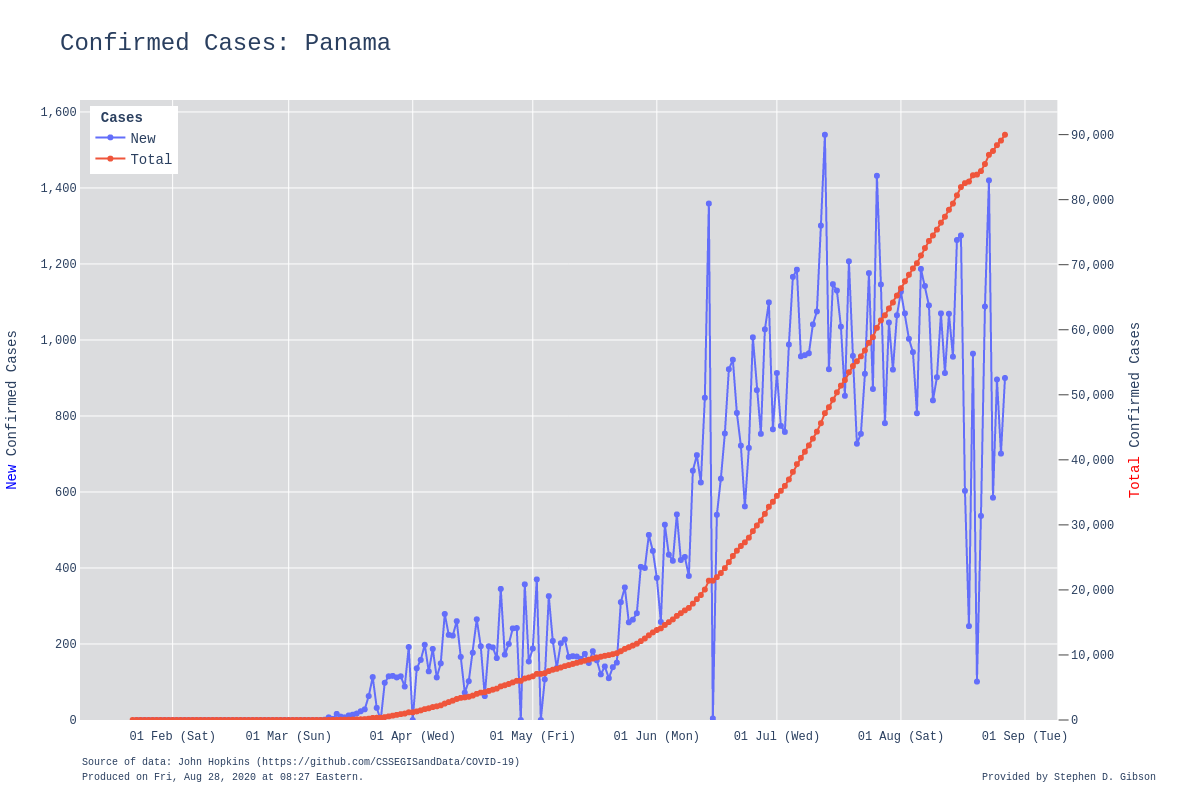 Confirmed Cases: Panama
Cases
New
Total
1,600
1,400
1,200
1,000
800
600
400
200
0
90,000
80,000
70,000
60,000
50,000
40,000
30,000
20,000
10,000
0
New Confirmed Cases
Total Confirmed Cases
01 Feb (Sat) 01 Mar (Sun) 01 Apr (Wed) 01 May (Fri) 01 Jun (Mon) 01 Jul (Wed) 01 Aug (Sat) 01 Sep (Tue)
Source of data: John Hopkins (https://github.com/CSSEGISandData/COVID-19)
Produced on Fri, Aug 28, 2020 at 08:27 Eastern.
Provided by Stephen D. Gibson